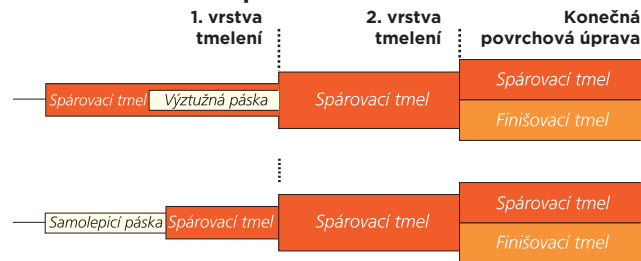 1. vrstva tmelení
2. vrstva tmelení
Konečná povrchová úprava
Spárovací tmel
Výztužná páska
Spárovací tmel
Spárovací tmel
Finišovací tmel
Samolepicí páska
Spárovací tmel
Spárovací tmel
Spárovací tmel
Finišovací tmel